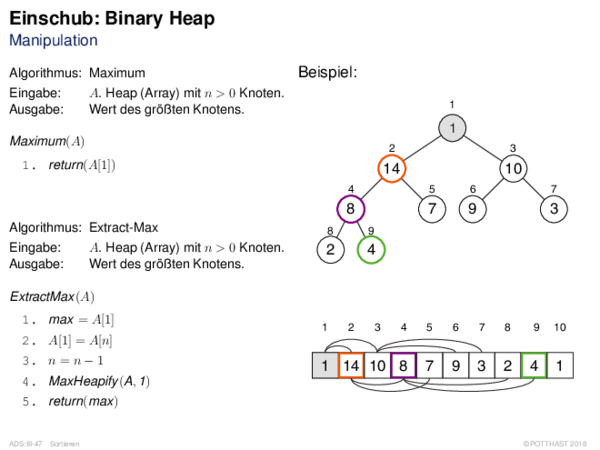 Einschub: Binary Heap
Manipulation
Algorithmus: Maximum
Eingabe: A. Heap (Array) mit n > 0 Knoten.
Ausgabe: Wert des größten Knotens.
Maximum(A)
1. return(A[1])
Algorithmus: Extract-Max
Eingabe: A. Heap (Array) mit n > 0 Knoten.
Ausgabe: Wert des größten Knotens.
ExtractMax(A)
1. max = A[1]
2. A[1] = A[n]
3. n = n − 1
4. MaxHeapify(A, 1)
5. return(max)
Beispiel:
1
1
2 3
14 10
4 5 6 7
8 7 9 3
8 9
2 4
1 2 3 4 5 6 7 8 9 10
1 14 10 8 7 9 3 2 4 1
ADS:III-47 Sortieren
© POTTHAST 2018